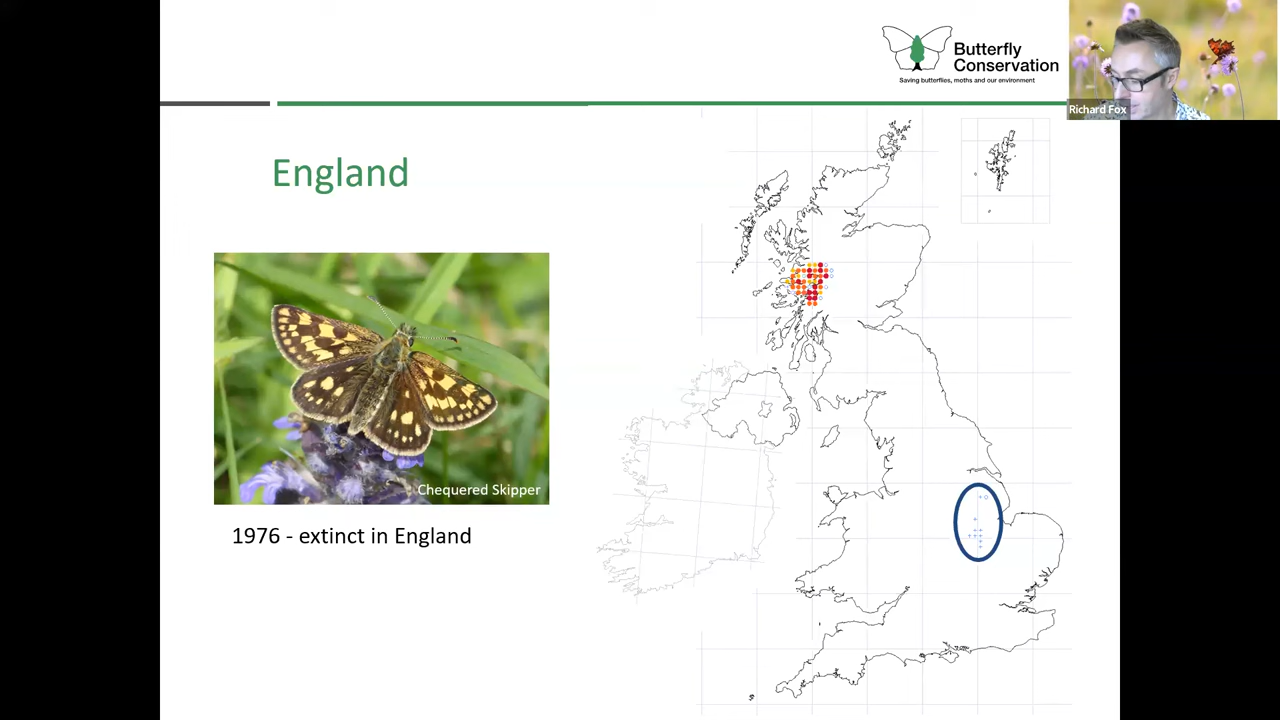 Butterfly
Conservation
Saving butterflies, moths and our environment
Richard Fox
England
Chequered Skipper
1976 - extinct in England